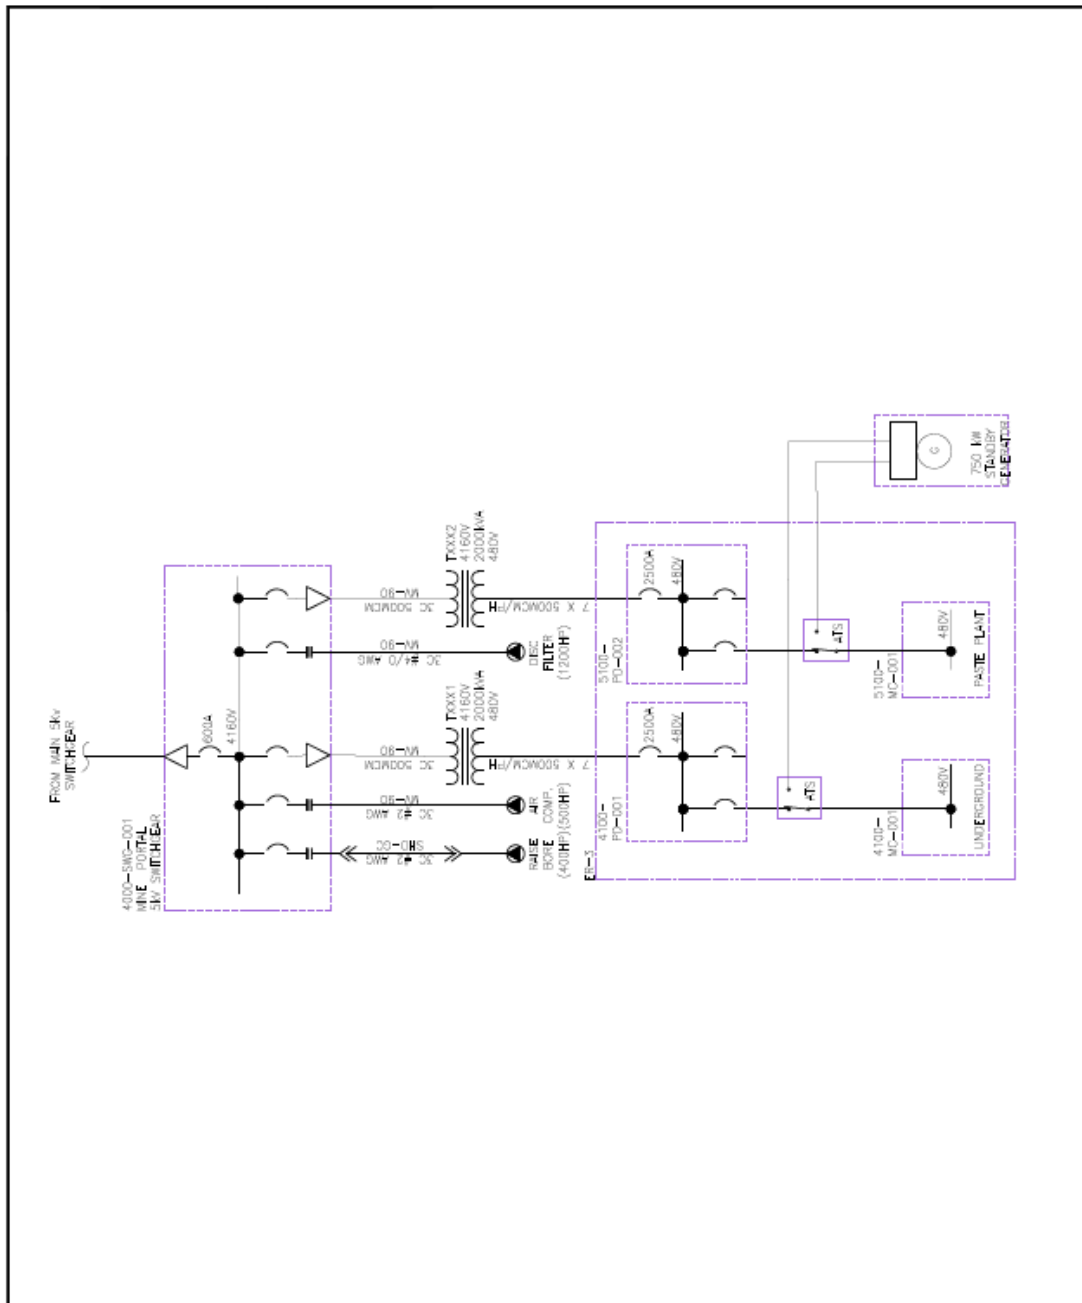 FROM MAIN 5kV
SWITCHGEAR
4000-SWG-001
MINE PORTAL
5kV SWITCHGEAR
600A
4160V
3C #2 AWG
SHD-GC
3C #2 AWG
MV-90
3C 500MCM
MV-90
3C #4/0 AWG
MV-90
3C 500MCM
MV-90
RAISE
BORE
(400HP)
AIR
COMP.
(500HP)
TXXX1
4160V
2000kVA
480V
7 X 500MCM/PH
DISC
FILTER
(1200HP)
TXXX2
4160V
2000kVA
480V
7 X 500MCM/PH
ER-3
4100-
PD-001
2500A
480V
5100-
PD-002
2500A
480V
ATS
ATS
4100-
MC-001
480V
UNDERGROUND
5100-
MC-001
480V
PASTE PLANT
G
750 kW
STANDBY
GENERATOR